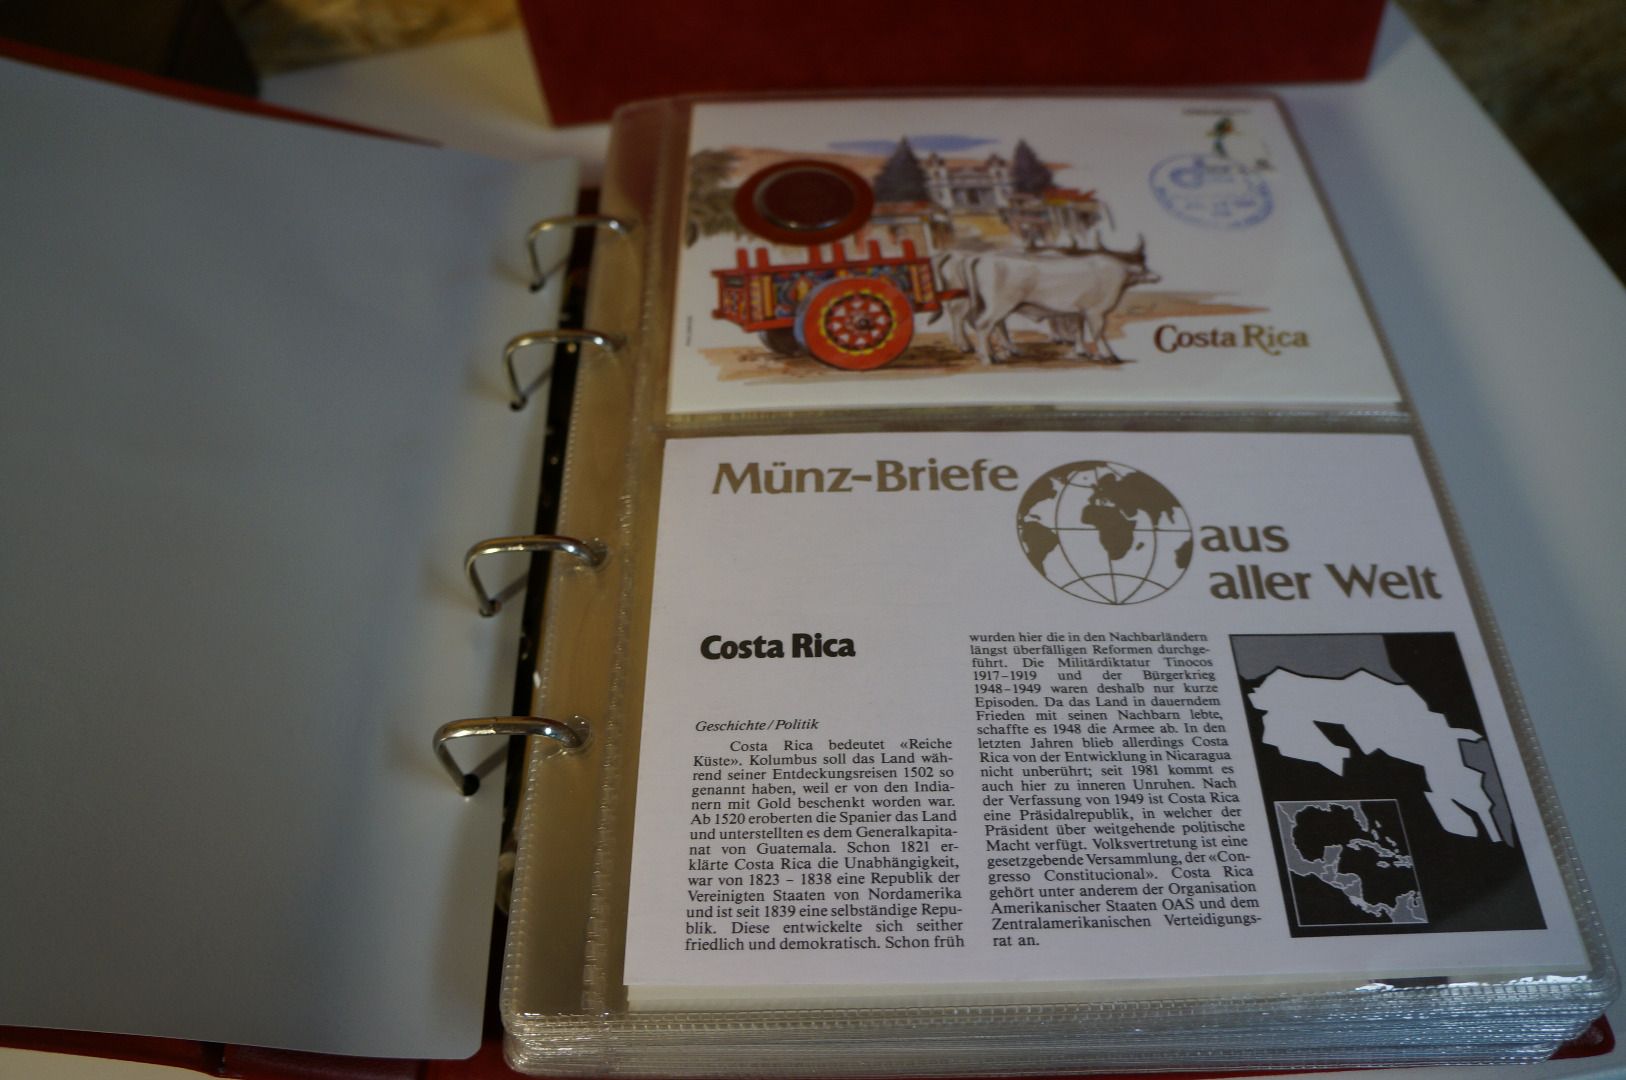 Costa Rica
Münz-Briefe
aus
aller Welt
Costa Rica
Geschichte/Politik
Costa Rica bedeutet «Reiche
Küste». Kolumbus soll das Land wäh-
rend seiner Entdeckungsreisen 1502 so
genannt haben, weil er von den India-
nern mit Gold beschenkt worden war.
Ab 1520 eroberten die Spanier das Land
und unterstellten es dem Generalkapita-
nat von Guatemala. Schon 1821 er-
klärte Costa Rica die Unabhängigkeit,
war von 1823 – 1838 eine Republik der
Vereinigten Staaten von Nordamerika
und ist seit 1839 eine selbständige Repu-
blik. Diese entwickelte sich seither
friedlich und demokratisch. Schon früh
wurden hier die in den Nachbarländern
längst überfälligen Reformen durchge-
führt. Die Militärdiktatur Tinocos
1917–1919 und der Bürgerkrieg
1948–1949 waren deshalb nur kurze
Episoden. Da das Land in dauerndem
Frieden mit seinen Nachbarn lebte,
schaffte es 1948 die Armee ab. In den
letzten Jahren blieb allerdings Costa
Rica von der Entwicklung in Nicaragua
nicht unberührt; seit 1981 kommt es
auch hier zu inneren Unruhen. Nach
der Verfassung von 1949 ist Costa Rica
eine Präsidalrepublik, in welcher der
Präsident über weitgehende politische
Macht verfügt. Volksvertretung ist eine
gesetzgebende Versammlung, der «Con-
gresso Constitucional». Costa Rica
gehört unter anderem der Organisation
Amerikanischer Staaten OAS und dem
Zentralamerikanischen Verteidigungs-
rat an.